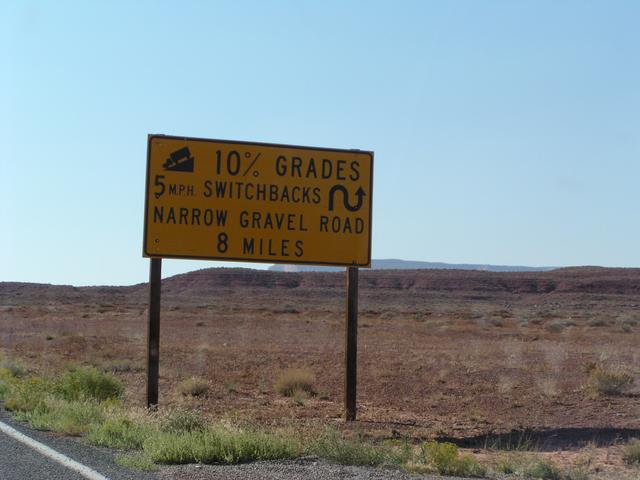 10% GRADES
5 M.P.H. SWITCHBACKS
NARROW GRAVEL ROAD
8 MILES